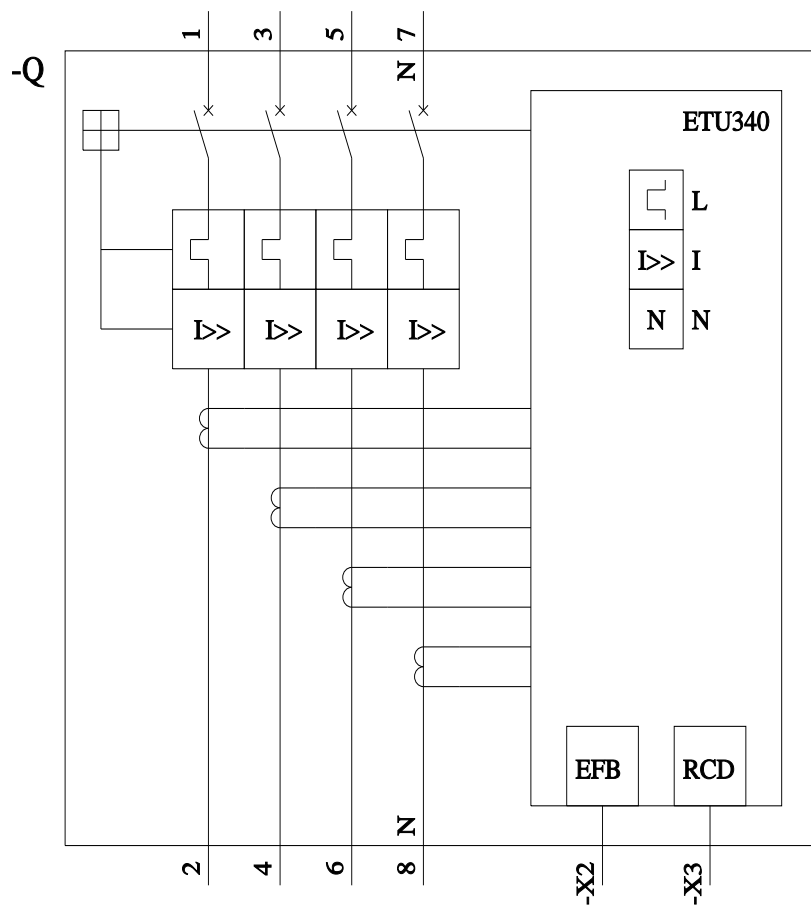 1 3 5 7
-Q
N
ETU340
L
I>> I
N N
I>> I>> I>> I>>
EFB RCD
N
2 4 6 8 -X2 -X3